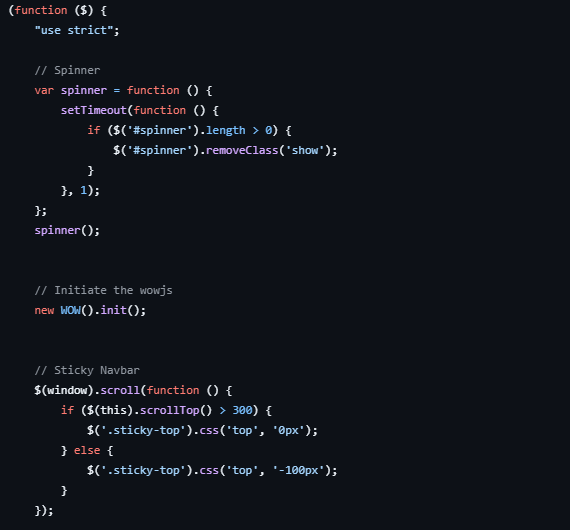 (function ($) {
    "use strict";

    // Spinner
    var spinner = function () {
        setTimeout(function () {
            if ($('#spinner').length > 0) {
                $('#spinner').removeClass('show');
            }
        }, 1);
    };
    spinner();


    // Initiate the wowjs
    new WOW().init();


    // Sticky Navbar
    $(window).scroll(function () {
        if ($(this).scrollTop() > 300) {
            $('.sticky-top').css('top', '0px');
        } else {
            $('.sticky-top').css('top', '-100px');
        }
    });